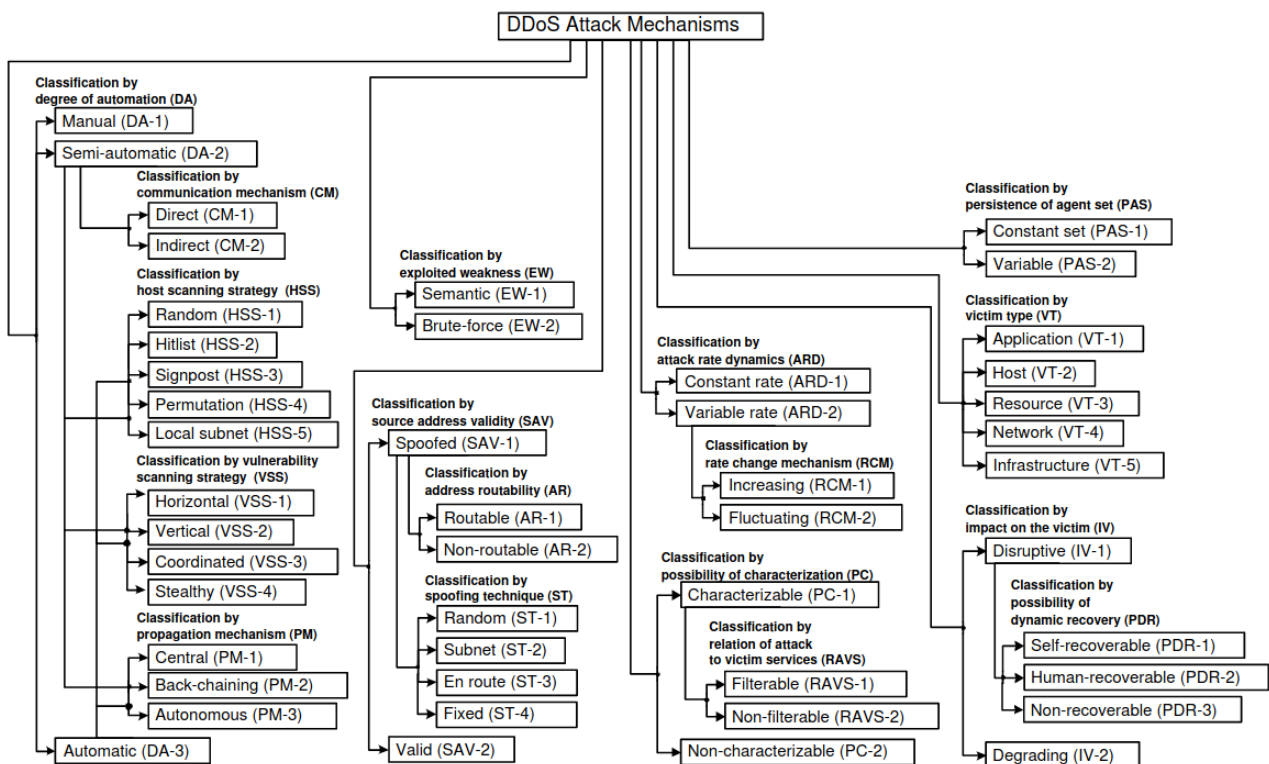 DDoS Attack Mechanisms
Classification by
degree of automation (DA)
Manual (DA-1)
Semi-automatic (DA-2)
Classification by
communication mechanism (CM)
Direct (CM-1)
Indirect (CM-2)
Classification by
host scanning strategy (HSS)
Random (HSS-1)
Hitlist (HSS-2)
Signpost (HSS-3)
Permutation (HSS-4)
Local subnet (HSS-5)
Classification by vulnerability
scanning strategy (VSS)
Horizontal (VSS-1)
Vertical (VSS-2)
Coordinated (VSS-3)
Stealthy (VSS-4)
Classification by
propagation mechanism (PM)
Central (PM-1)
Back-chaining (PM-2)
Autonomous (PM-3)
Automatic (DA-3)
Classification by
exploited weakness (EW)
Semantic (EW-1)
Brute-force (EW-2)
Classification by
source address validity (SAV)
Spoofed (SAV-1)
Classification by
address routability (AR)
Routable (AR-1)
Non-routable (AR-2)
Classification by
spoofing technique (ST)
Random (ST-1)
Subnet (ST-2)
En route (ST-3)
Fixed (ST-4)
Valid (SAV-2)
Classification by
attack rate dynamics (ARD)
Constant rate (ARD-1)
Variable rate (ARD-2)
Classification by
rate change mechanism (RCM)
Increasing (RCM-1)
Fluctuating (RCM-2)
Classification by
possibility of characterization (PC)
Characterizable (PC-1)
Classification by
relation of attack
to victim services (RAVS)
Filterable (RAVS-1)
Non-filterable (RAVS-2)
Non-characterizable (PC-2)
Classification by
persistence of agent set (PAS)
Constant set (PAS-1)
Variable (PAS-2)
Classification by
victim type (VT)
Application (VT-1)
Host (VT-2)
Resource (VT-3)
Network (VT-4)
Infrastructure (VT-5)
Classification by
impact on the victim (IV)
Disruptive (IV-1)
Classification by
possibility of
dynamic recovery (PDR)
Self-recoverable (PDR-1)
Human-recoverable (PDR-2)
Non-recoverable (PDR-3)
Degrading (IV-2)